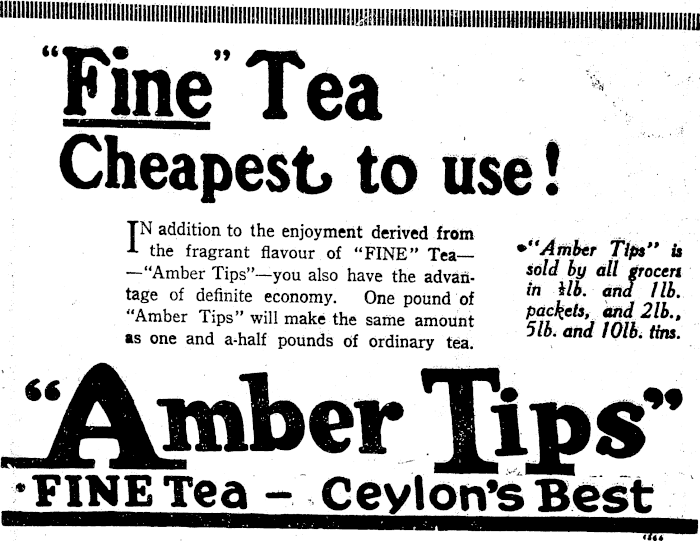 "Fine" Tea
Cheapest to use!
IN addition to the enjoyment derived from
the fragrant flavour of "FINE" Tea—
—"Amber Tips"—you also have the advan-
tage of definite economy. One pound of
"Amber Tips" will make the same amount
as one and a-half pounds of ordinary tea.
"Amber Tips" is
sold by all grocers
in ½lb. and 1lb.
packets, and 2lb.,
5lb. and 10lb. tins.
"Amber Tips"
FINE Tea – Ceylon's Best